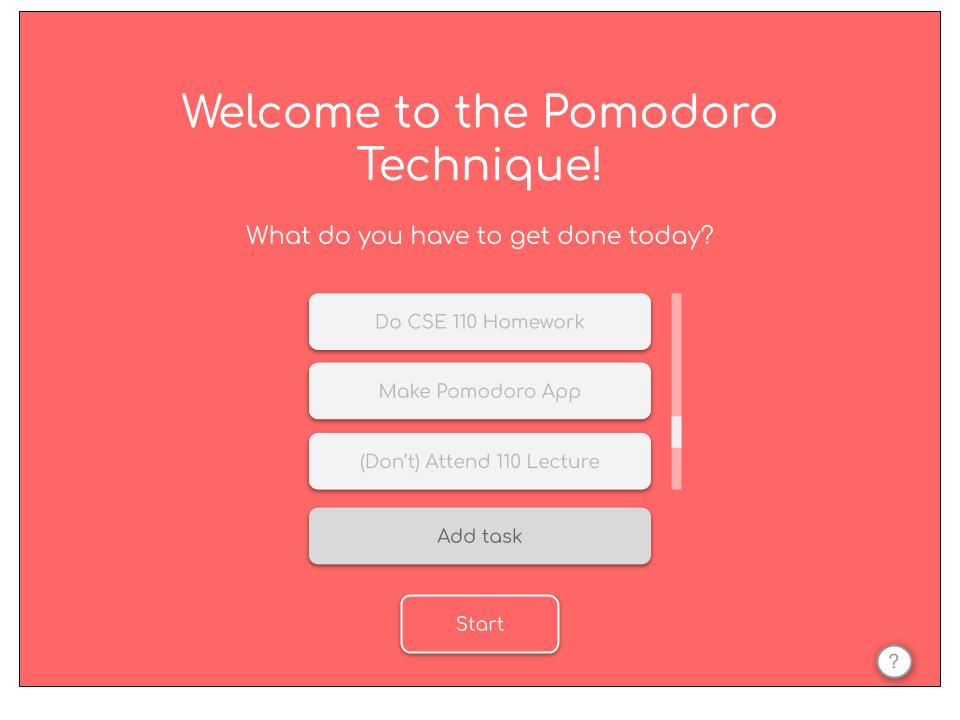 Welcome to the Pomodoro
Technique!
What do you have to get done today?
Do CSE 110 Homework
Make Pomodoro App
(Don't) Attend 110 Lecture
Add task
Start
?